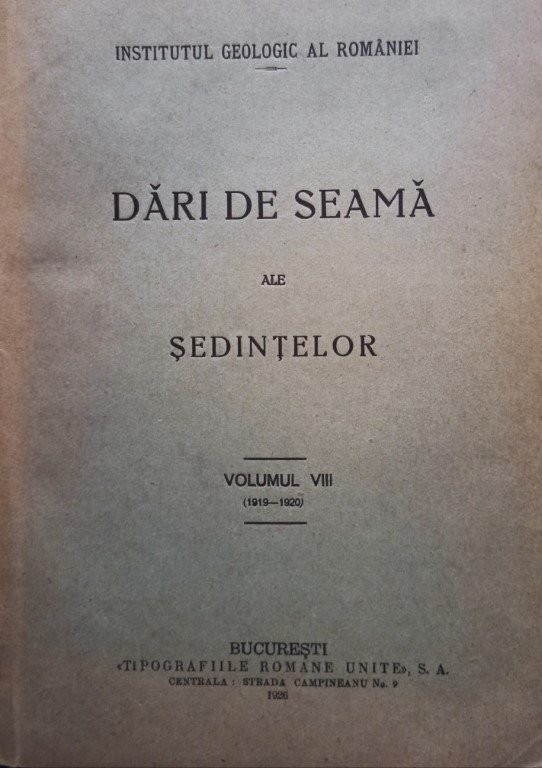 INSTITUTUL GEOLOGIC AL ROMÂNIEI
DĂRI DE SEAMĂ
ALE
ŞEDINŢELOR
VOLUMUL VIII
(1919—1920)
BUCUREŞTI
«TIPOGRAFIILE ROMÂNE UNITE», S. A.
CENTRALA : STRADA CAMPINEANU No. 9
1926